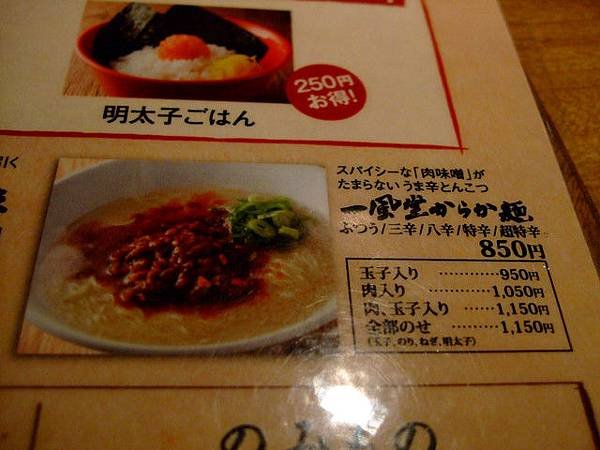 250円
お得!
明太子ごはん
スパイシーな「肉味噌」が
たまらない うま辛とんこつ
一風堂からか麺
ふつう/三辛/八辛/特辛/超特辛
850円
玉子入り …………950円
肉入り …………1,050円
肉、玉子入り ……1,150円
全部のせ ………1,150円
(玉子、のり、ねぎ、明太子)
のみもの